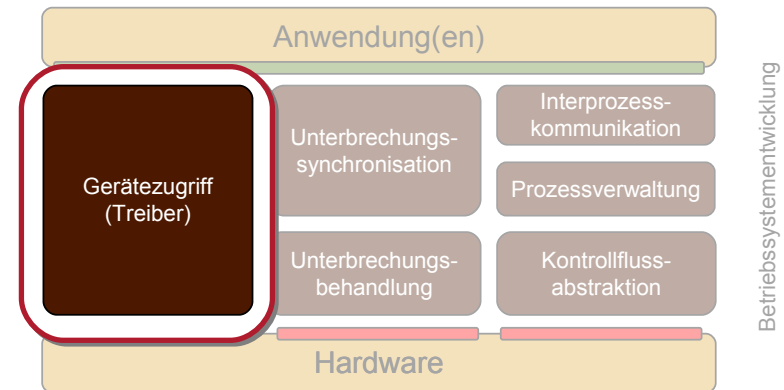 Anwendung(en)
Gerätezugriff
(Treiber)
Unterbrechungs-
synchronisation
Unterbrechungs-
behandlung
Interprozess-
kommunikation
Prozessverwaltung
Kontrollfluss-
abstraktion
Hardware
Betriebssystementwicklung